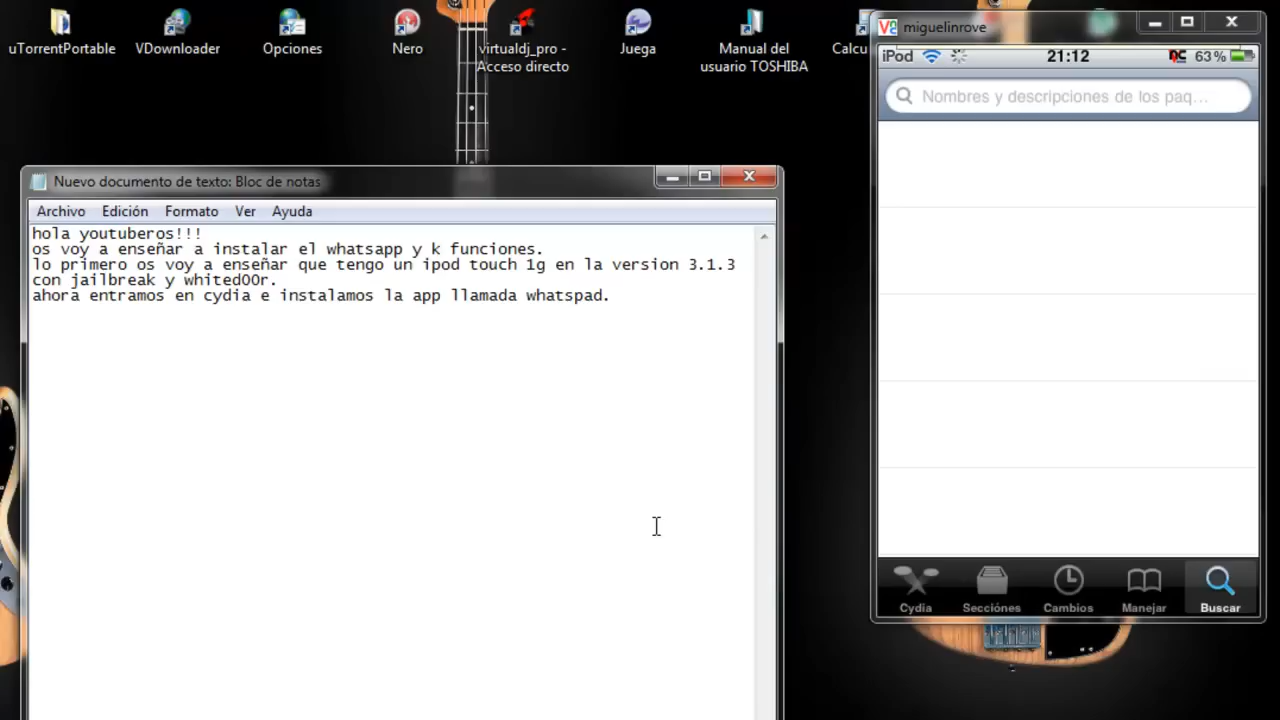 uTorrentPortable
VDownloader
Opciones
Nero
virtualdj_pro -
Acceso directo
Juega
Manual del
usuario TOSHIBA
Calcu
miguelinrove
iPod 21:12 63%
Nombres y descripciones de los paq...
Nuevo documento de texto: Bloc de notas
Archivo Edición Formato Ver Ayuda
hola youtuberos!!!
os voy a enseñar a instalar el whatsapp y k funciones.
lo primero os voy a enseñar que tengo un ipod touch 1g en la version 3.1.3
con jailbreak y whited00r.
ahora entramos en cydia e instalamos la app llamada whatspad.
Cydia Secciónes Cambios Manejar Buscar